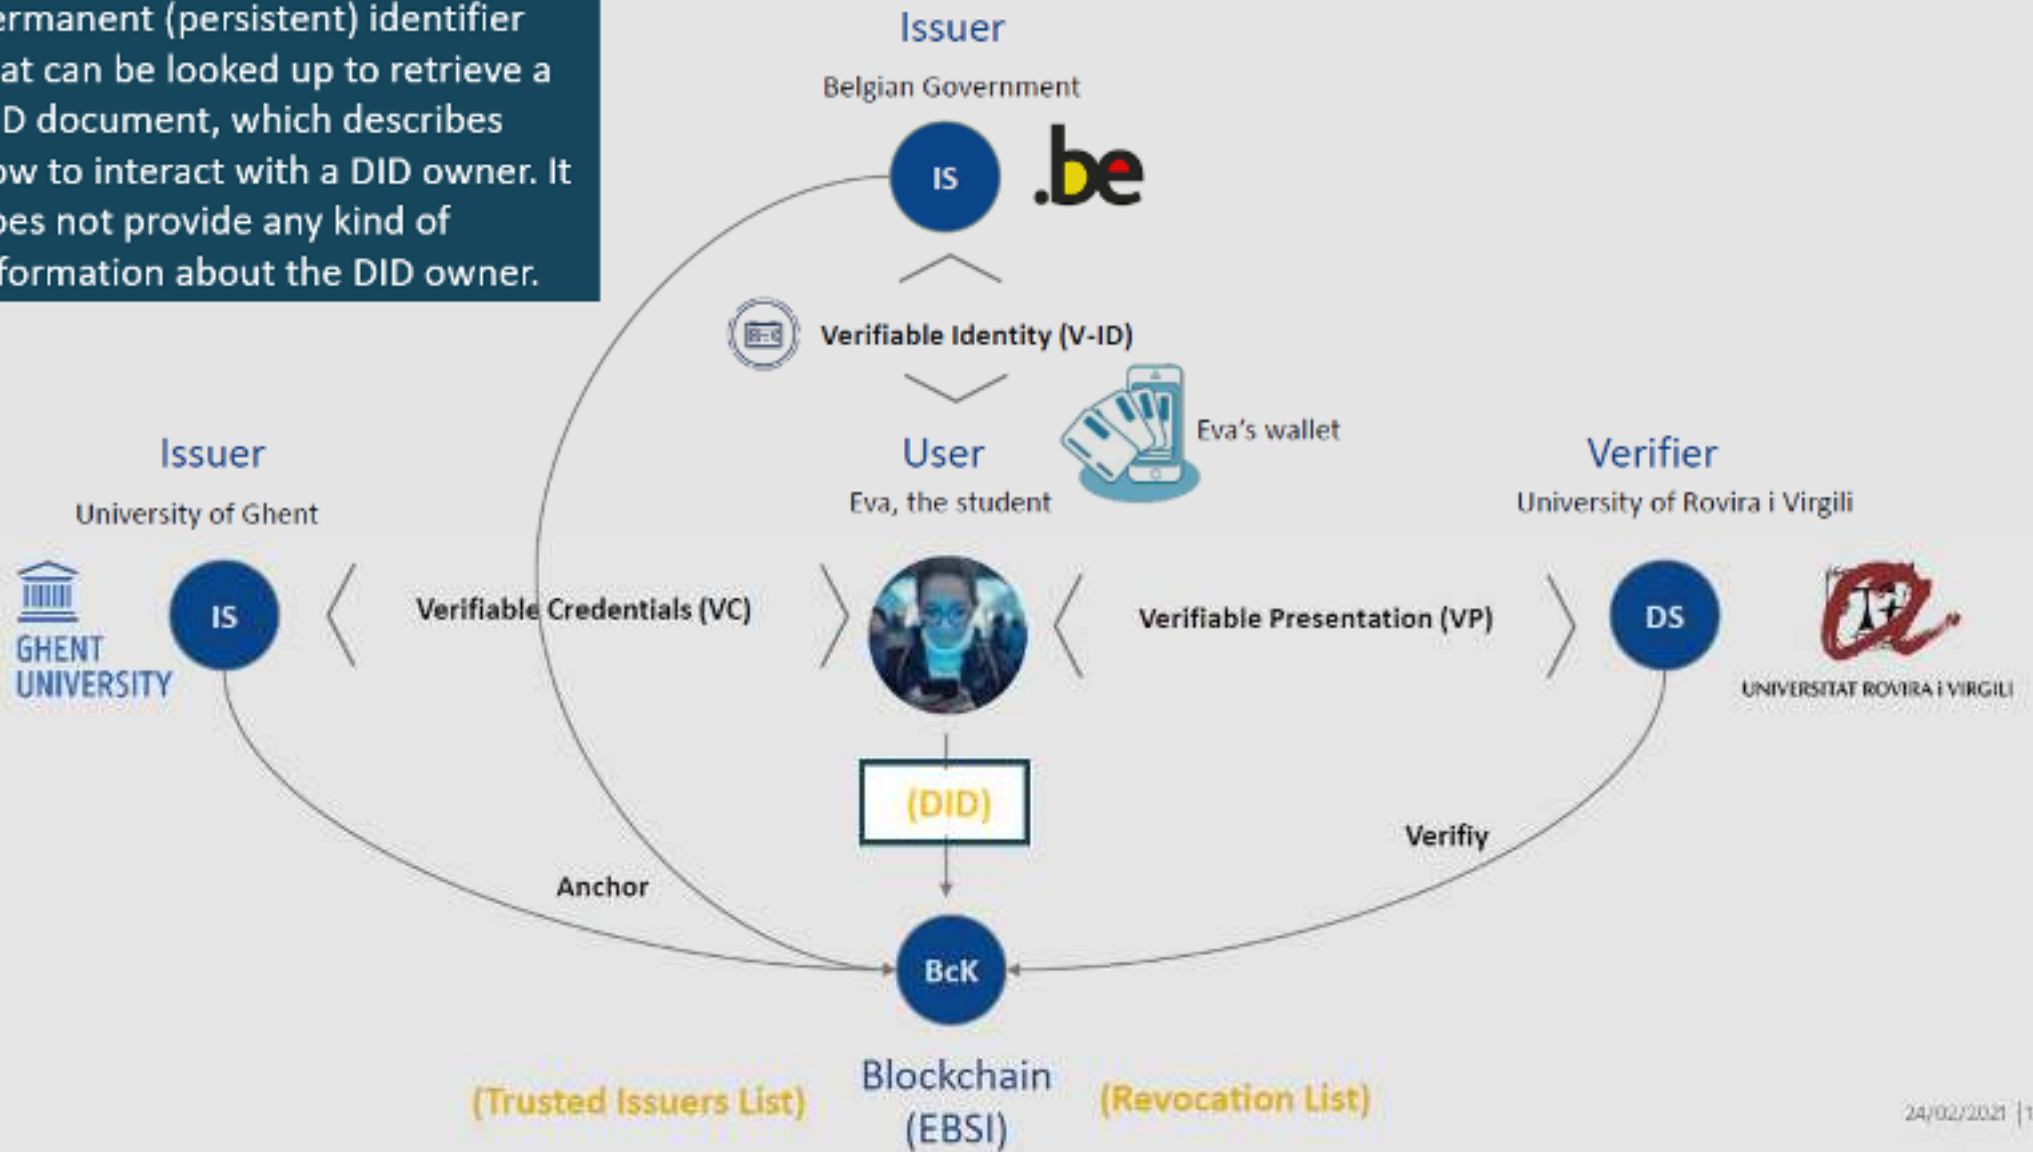 ermanent (persistent) identifier
at can be looked up to retrieve a
D document, which describes
ow to interact with a DID owner. It
oes not provide any kind of
formation about the DID owner.
Issuer
Belgian Government
IS
.be
Verifiable Identity (V-ID)
Eva's wallet
Issuer
University of Ghent
User
Eva, the student
Verifier
University of Rovira i Virgili
GHENT
UNIVERSITY
IS
Verifiable Credentials (VC)
Verifiable Presentation (VP)
DS
UNIVERSITAT ROVIRA i VIRGILI
(DID)
Verifiy
Anchor
BcK
Blockchain
(EBSI)
(Trusted Issuers List)
(Revocation List)
24/02/2021 | 1